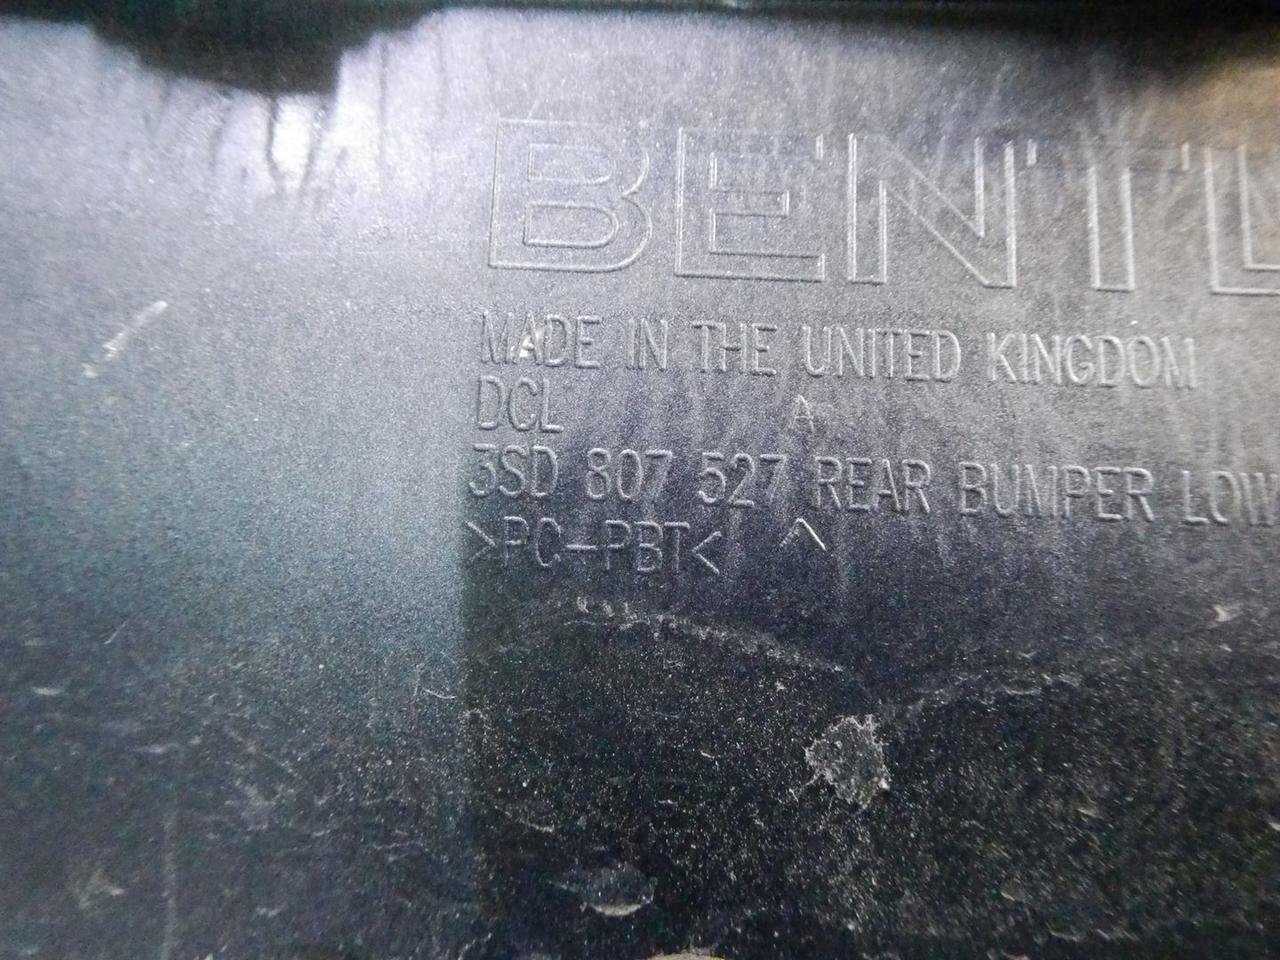 BENTL
MADE IN THE UNITED KINGDOM
DCL A
3SD 807 527 REAR BUMPER LOW
>PC-PBT< ^